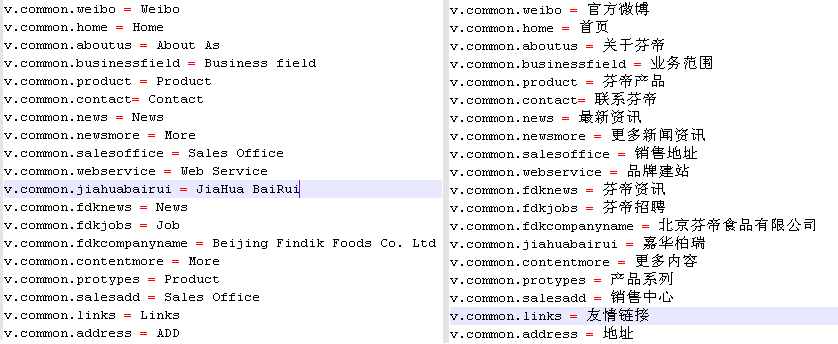 v.common.weibo = Weibo
v.common.home = Home
v.common.aboutus = About As
v.common.businessfield = Business field
v.common.product = Product
v.common.contact= Contact
v.common.news = News
v.common.newsmore = More
v.common.salesoffice = Sales Office
v.common.webservice = Web Service
v.common.jiahuabairui = JiaHua BaiRui
v.common.fdknews = News
v.common.fdkjobs = Job
v.common.fdkcompanyname = Beijing Findik Foods Co. Ltd
v.common.contentmore = More
v.common.protypes = Product
v.common.salesadd = Sales Office
v.common.links = Links
v.common.address = ADD
v.common.weibo = 官方微博
v.common.home = 首页
v.common.aboutus = 关于芬帝
v.common.businessfield = 业务范围
v.common.product = 芬帝产品
v.common.contact= 联系芬帝
v.common.news = 最新资讯
v.common.newsmore = 更多新闻资讯
v.common.salesoffice = 销售地址
v.common.webservice = 品牌建站
v.common.fdknews = 芬帝资讯
v.common.fdkjobs = 芬帝招聘
v.common.fdkcompanyname = 北京芬帝食品有限公司
v.common.jiahuabairui = 嘉华柏瑞
v.common.contentmore = 更多内容
v.common.protypes = 产品系列
v.common.salesadd = 销售中心
v.common.links = 友情链接
v.common.address = 地址